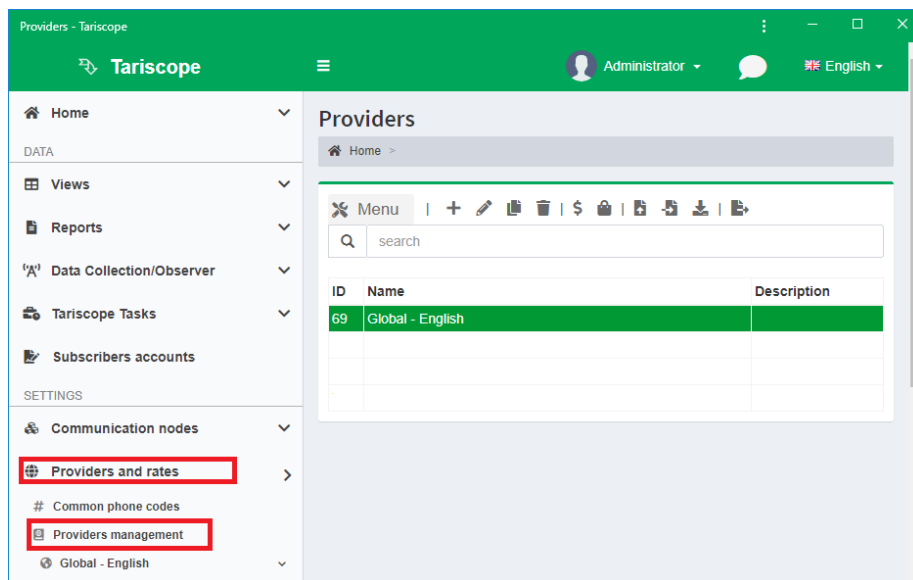 Providers - Tariscope
Tariscope
Administrator
English
Home
DATA
Views
Reports
Data Collection/Observer
Tariscope Tasks
Subscribers accounts
SETTINGS
Communication nodes
Providers and rates
# Common phone codes
Providers management
Global - English
Providers
Home >
Menu | | $ | |
search
ID Name Description
69 Global - English